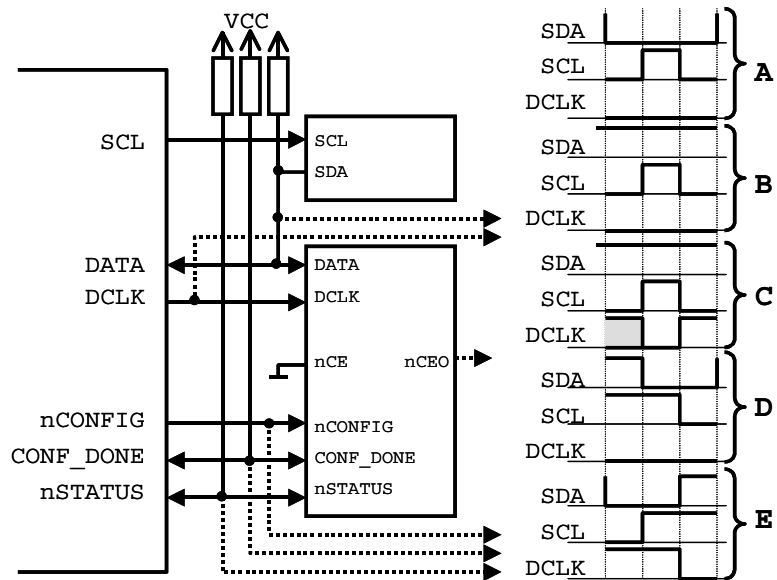 VCC
SCL
DATA
DCLK
nCONFIG
CONF_DONE
nSTATUS
SCL
SDA
DATA
DCLK
nCE
nCEO
nCONFIG
CONF_DONE
nSTATUS
SDA
SCL
DCLK
A
SDA
SCL
DCLK
B
SDA
SCL
DCLK
C
SDA
SCL
DCLK
D
SDA
SCL
DCLK
E